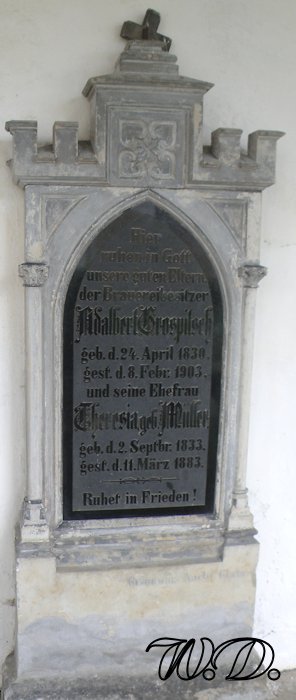 Hier
ruhen in Gott
unsere guten Eltern,
der Brauereibesitzer
Adalbert Grospitsch
geb. d. 24. April 1830.
gest. d. 8. Febr. 1903.
und seine Ehefrau
Theresia geb. Müller,
geb. d. 2. Septbr. 1833.
gest. d. 11. März 1883.
Ruhet in Frieden!
W.D.